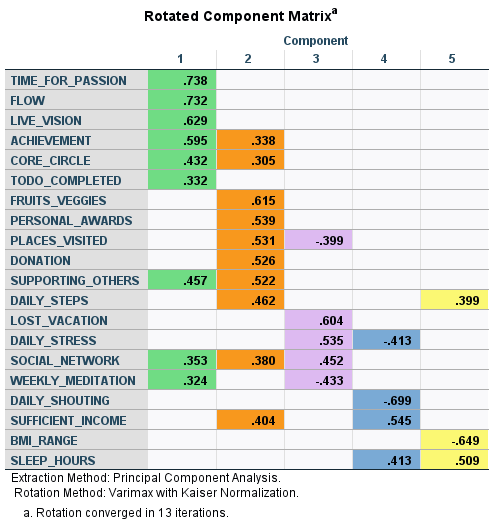 Rotated Component Matrixa
Component
1 2 3 4 5
TIME_FOR_PASSION .738
FLOW .732
LIVE_VISION .629
ACHIEVEMENT .595 .338
CORE_CIRCLE .432 .305
TODO_COMPLETED .332
FRUITS_VEGGIES .615
PERSONAL_AWARDS .539
PLACES_VISITED .531 -.399
DONATION .526
SUPPORTING_OTHERS .457 .522
DAILY_STEPS .462 .399
LOST_VACATION .604
DAILY_STRESS .535 -.413
SOCIAL_NETWORK .353 .380 .452
WEEKLY_MEDITATION .324 -.433
DAILY_SHOUTING -.699
SUFFICIENT_INCOME .404 .545
BMI_RANGE -.649
SLEEP_HOURS .413 .509
Extraction Method: Principal Component Analysis.
Rotation Method: Varimax with Kaiser Normalization.
a. Rotation converged in 13 iterations.